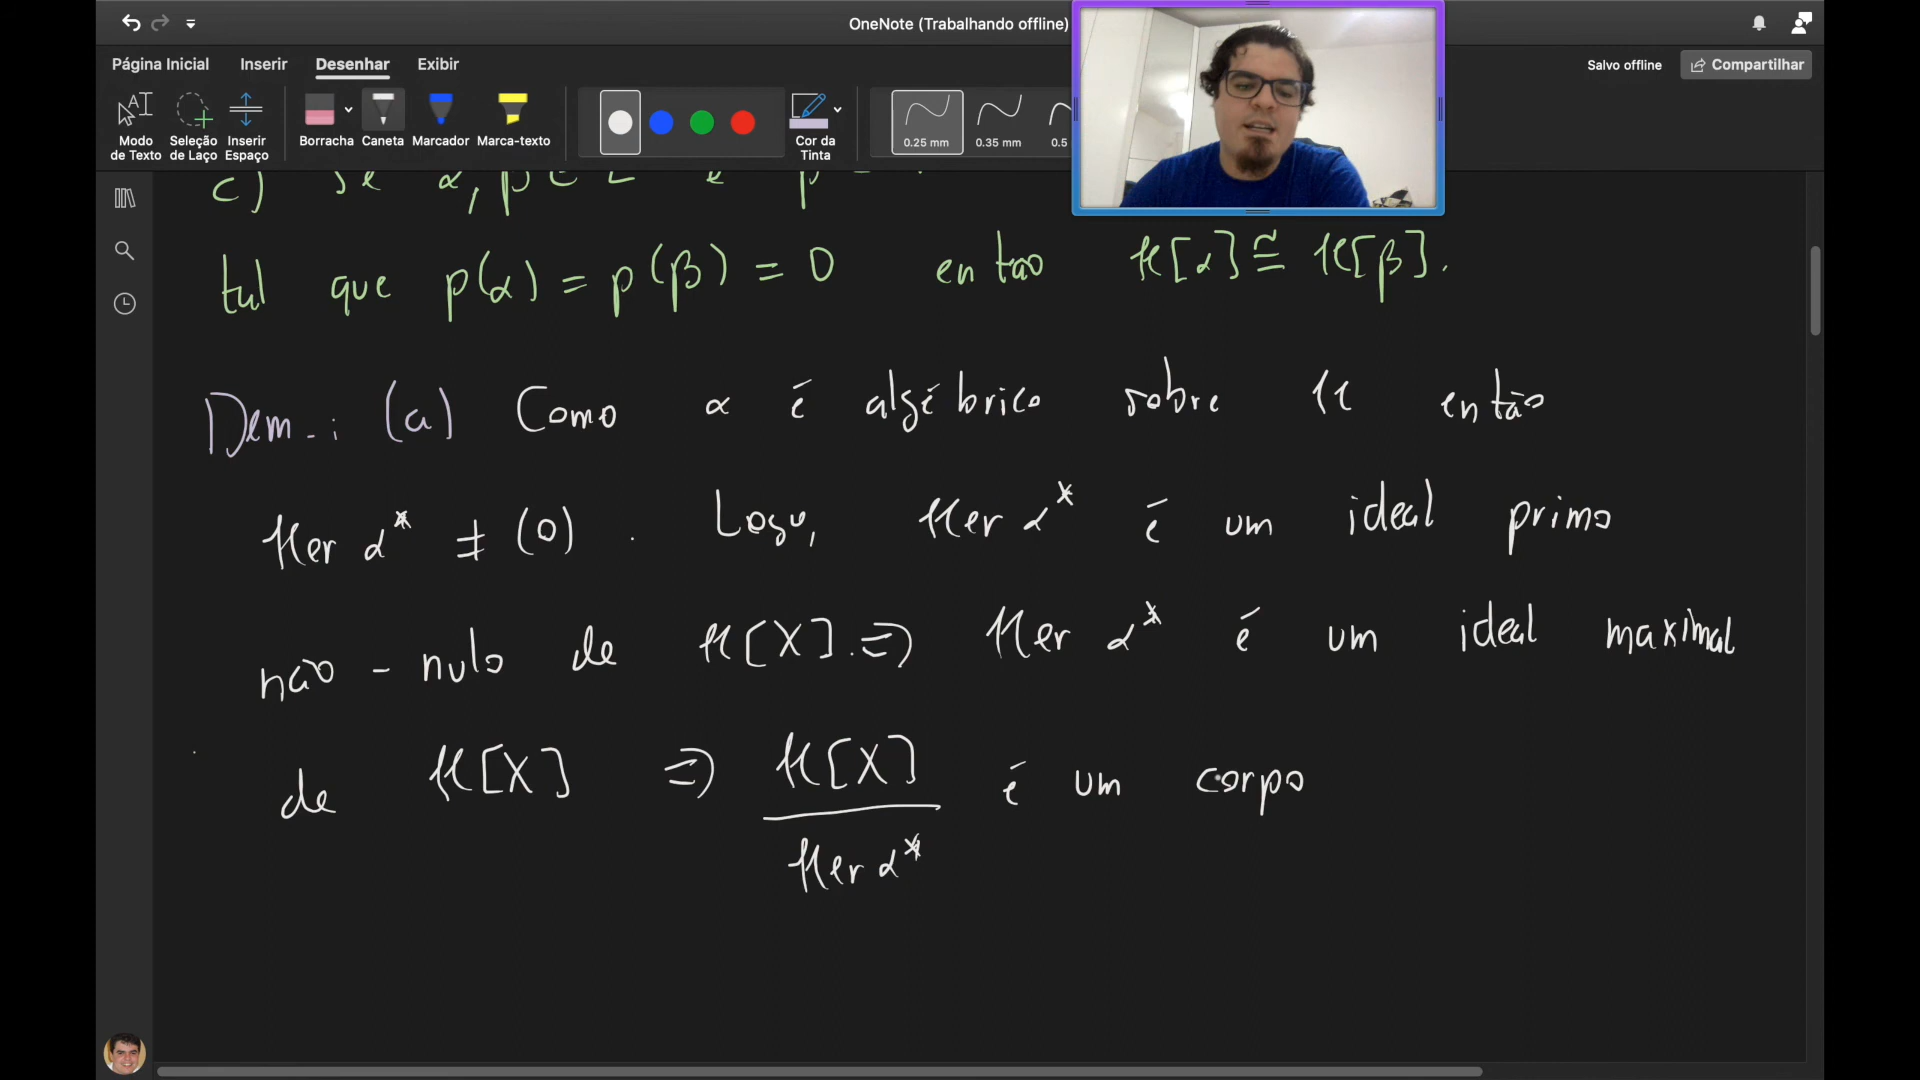 OneNote (Trabalhando offline)
Página Inicial Inserir Desenhar Exibir
Salvo offline Compartilhar
Modo de Texto Seleção de Laço Inserir Espaço Borracha Caneta Marcador Marca-texto Cor da Tinta 0.25 mm 0.35 mm 0.5
c) se α, β ∈ L e
tal que p(α) = p(β) = 0 então K[α] ≅ K[β].
Dem.: (a) Como α é algébrico sobre K então
Ker α* ≠ (0). Logo, Ker α* é um ideal primo
não-nulo de K[X]. ⇒ Ker α* é um ideal maximal
de K[X] ⇒ K[X] / Ker α* é um corpo